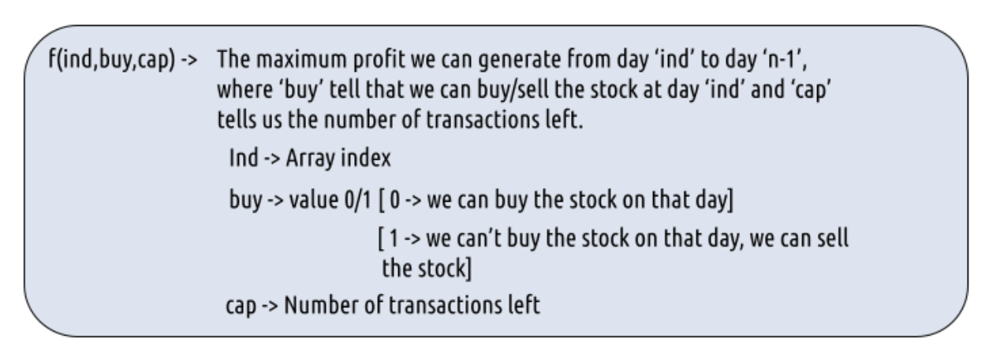 f(ind,buy,cap) -> The maximum profit we can generate from day ‘ind’ to day ‘n-1’,
where ‘buy’ tell that we can buy/sell the stock at day ‘ind’ and ‘cap’
tells us the number of transactions left.
Ind -> Array index
buy -> value 0/1 [ 0 -> we can buy the stock on that day]
[ 1 -> we can’t buy the stock on that day, we can sell
the stock]
cap -> Number of transactions left